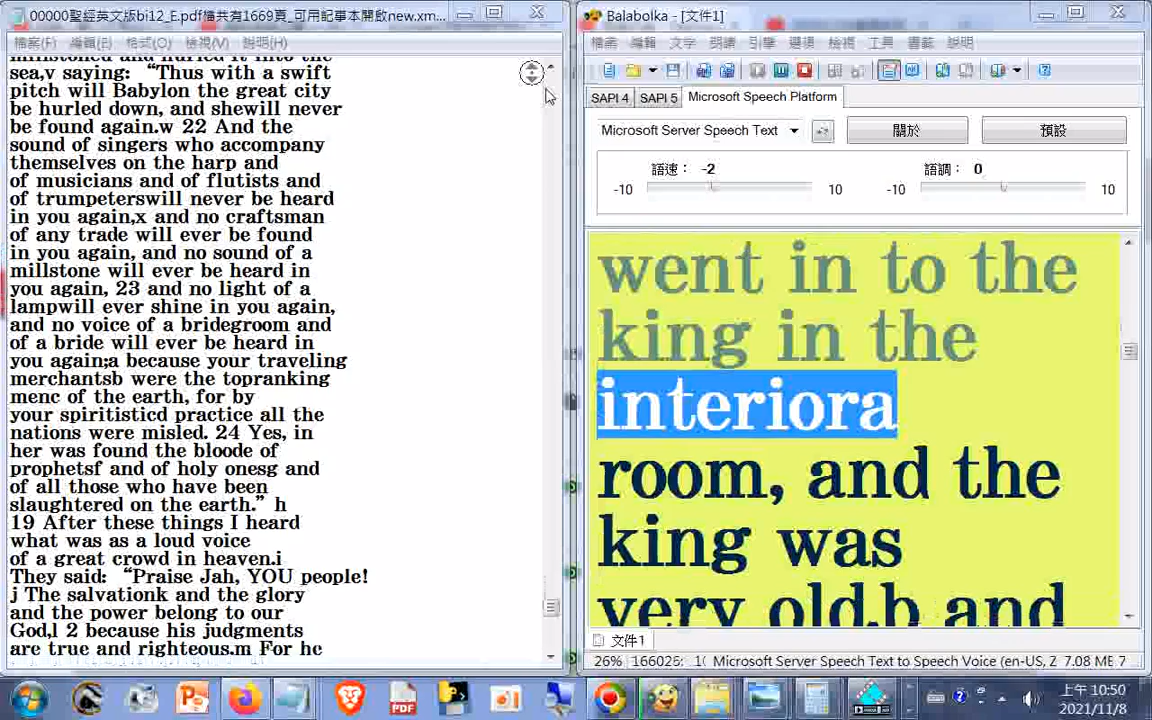 00000聖經英文版bi12_E.pdf檔共有1669頁_可用記事本開啟new.xm...
檔案(F) 編輯(E) 格式(O) 檢視(V) 說明(H)
millstoned and hurled it into the
sea,v saying: “Thus with a swift
pitch will Babylon the great city
be hurled down, and shewill never
be found again.w 22 And the
sound of singers who accompany
themselves on the harp and
of musicians and of flutists and
of trumpeterswill never be heard
in you again,x and no craftsman
of any trade will ever be found
in you again, and no sound of a
millstone will ever be heard in
you again, 23 and no light of a
lampwill ever shine in you again,
and no voice of a bridegroom and
of a bride will ever be heard in
you again;a because your traveling
merchantsb were the topranking
menc of the earth, for by
your spiritisticd practice all the
nations were misled. 24 Yes, in
her was found the bloode of
prophetsf and of holy onesg and
of all those who have been
slaughtered on the earth.” h
19 After these things I heard
what was as a loud voice
of a great crowd in heaven.i
They said: “Praise Jah, YOU people!
j The salvationk and the glory
and the power belong to our
God,l 2 because his judgments
are true and righteous.m For he
Balabolka - [文件1]
檔案 編輯 文字 朗讀 引擎 選項 檢視 工具 書籤 說明
SAPI 4 SAPI 5 Microsoft Speech Platform
Microsoft Server Speech Text 關於 預設
語速： -2 語調： 0
-10 10 -10 10
went in to the
king in the
interiora
room, and the
king was
very old,b and
文件1
26% 166025: Microsoft Server Speech Text to Speech Voice (en-US, Z 7.08 MB 7
PDF
上午 10:50
2021/11/8